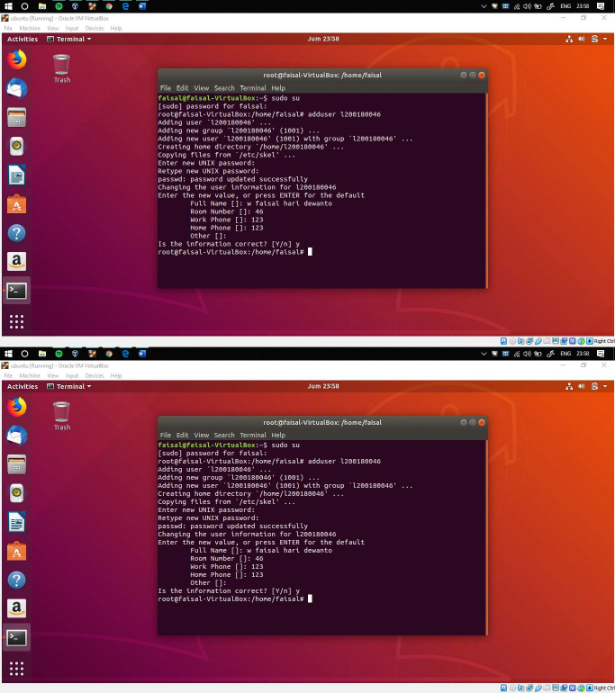 ENG 23:58
ubuntu [Running] - Oracle VM VirtualBox
File Machine View Input Devices Help
Activities Terminal Jum 23:58
Trash
root@faisal-VirtualBox: /home/faisal
File Edit View Search Terminal Help
faisal@faisal-VirtualBox:~$ sudo su
[sudo] password for faisal:
root@faisal-VirtualBox:/home/faisal# adduser l200180046
Adding user `l200180046' ...
Adding new group `l200180046' (1001) ...
Adding new user `l200180046' (1001) with group `l200180046' ...
Creating home directory `/home/l200180046' ...
Copying files from `/etc/skel' ...
Enter new UNIX password:
Retype new UNIX password:
passwd: password updated successfully
Changing the user information for l200180046
Enter the new value, or press ENTER for the default
Full Name []: w faisal hari dewanto
Room Number []: 46
Work Phone []: 123
Home Phone []: 123
Other []:
Is the information correct? [Y/n] y
root@faisal-VirtualBox:/home/faisal#
Right Ctrl
ENG 23:58
ubuntu [Running] - Oracle VM VirtualBox
File Machine View Input Devices Help
Activities Terminal Jum 23:58
Trash
root@faisal-VirtualBox: /home/faisal
File Edit View Search Terminal Help
faisal@faisal-VirtualBox:~$ sudo su
[sudo] password for faisal:
root@faisal-VirtualBox:/home/faisal# adduser l200180046
Adding user `l200180046' ...
Adding new group `l200180046' (1001) ...
Adding new user `l200180046' (1001) with group `l200180046' ...
Creating home directory `/home/l200180046' ...
Copying files from `/etc/skel' ...
Enter new UNIX password:
Retype new UNIX password:
passwd: password updated successfully
Changing the user information for l200180046
Enter the new value, or press ENTER for the default
Full Name []: w faisal hari dewanto
Room Number []: 46
Work Phone []: 123
Home Phone []: 123
Other []:
Is the information correct? [Y/n] y
root@faisal-VirtualBox:/home/faisal#
Right Ctrl